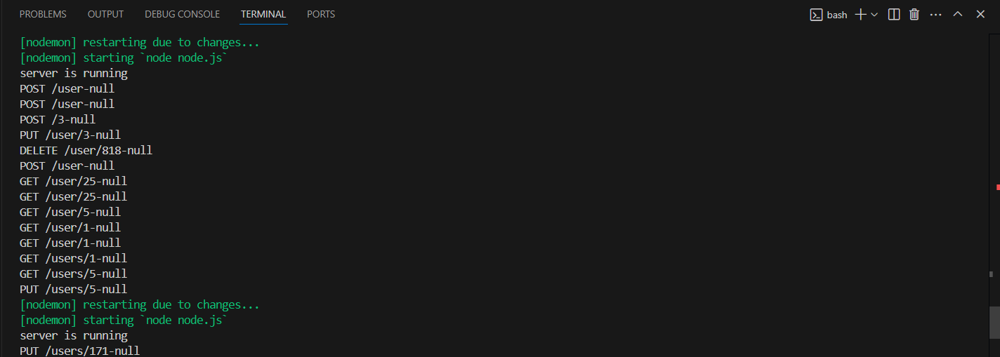 PROBLEMS OUTPUT DEBUG CONSOLE TERMINAL PORTS bash
[nodemon] restarting due to changes...
[nodemon] starting `node node.js`
server is running
POST /user-null
POST /user-null
POST /3-null
PUT /user/3-null
DELETE /user/818-null
POST /user-null
GET /user/25-null
GET /user/25-null
GET /user/5-null
GET /user/1-null
GET /user/1-null
GET /users/1-null
GET /users/5-null
PUT /users/5-null
[nodemon] restarting due to changes...
[nodemon] starting `node node.js`
server is running
PUT /users/171-null